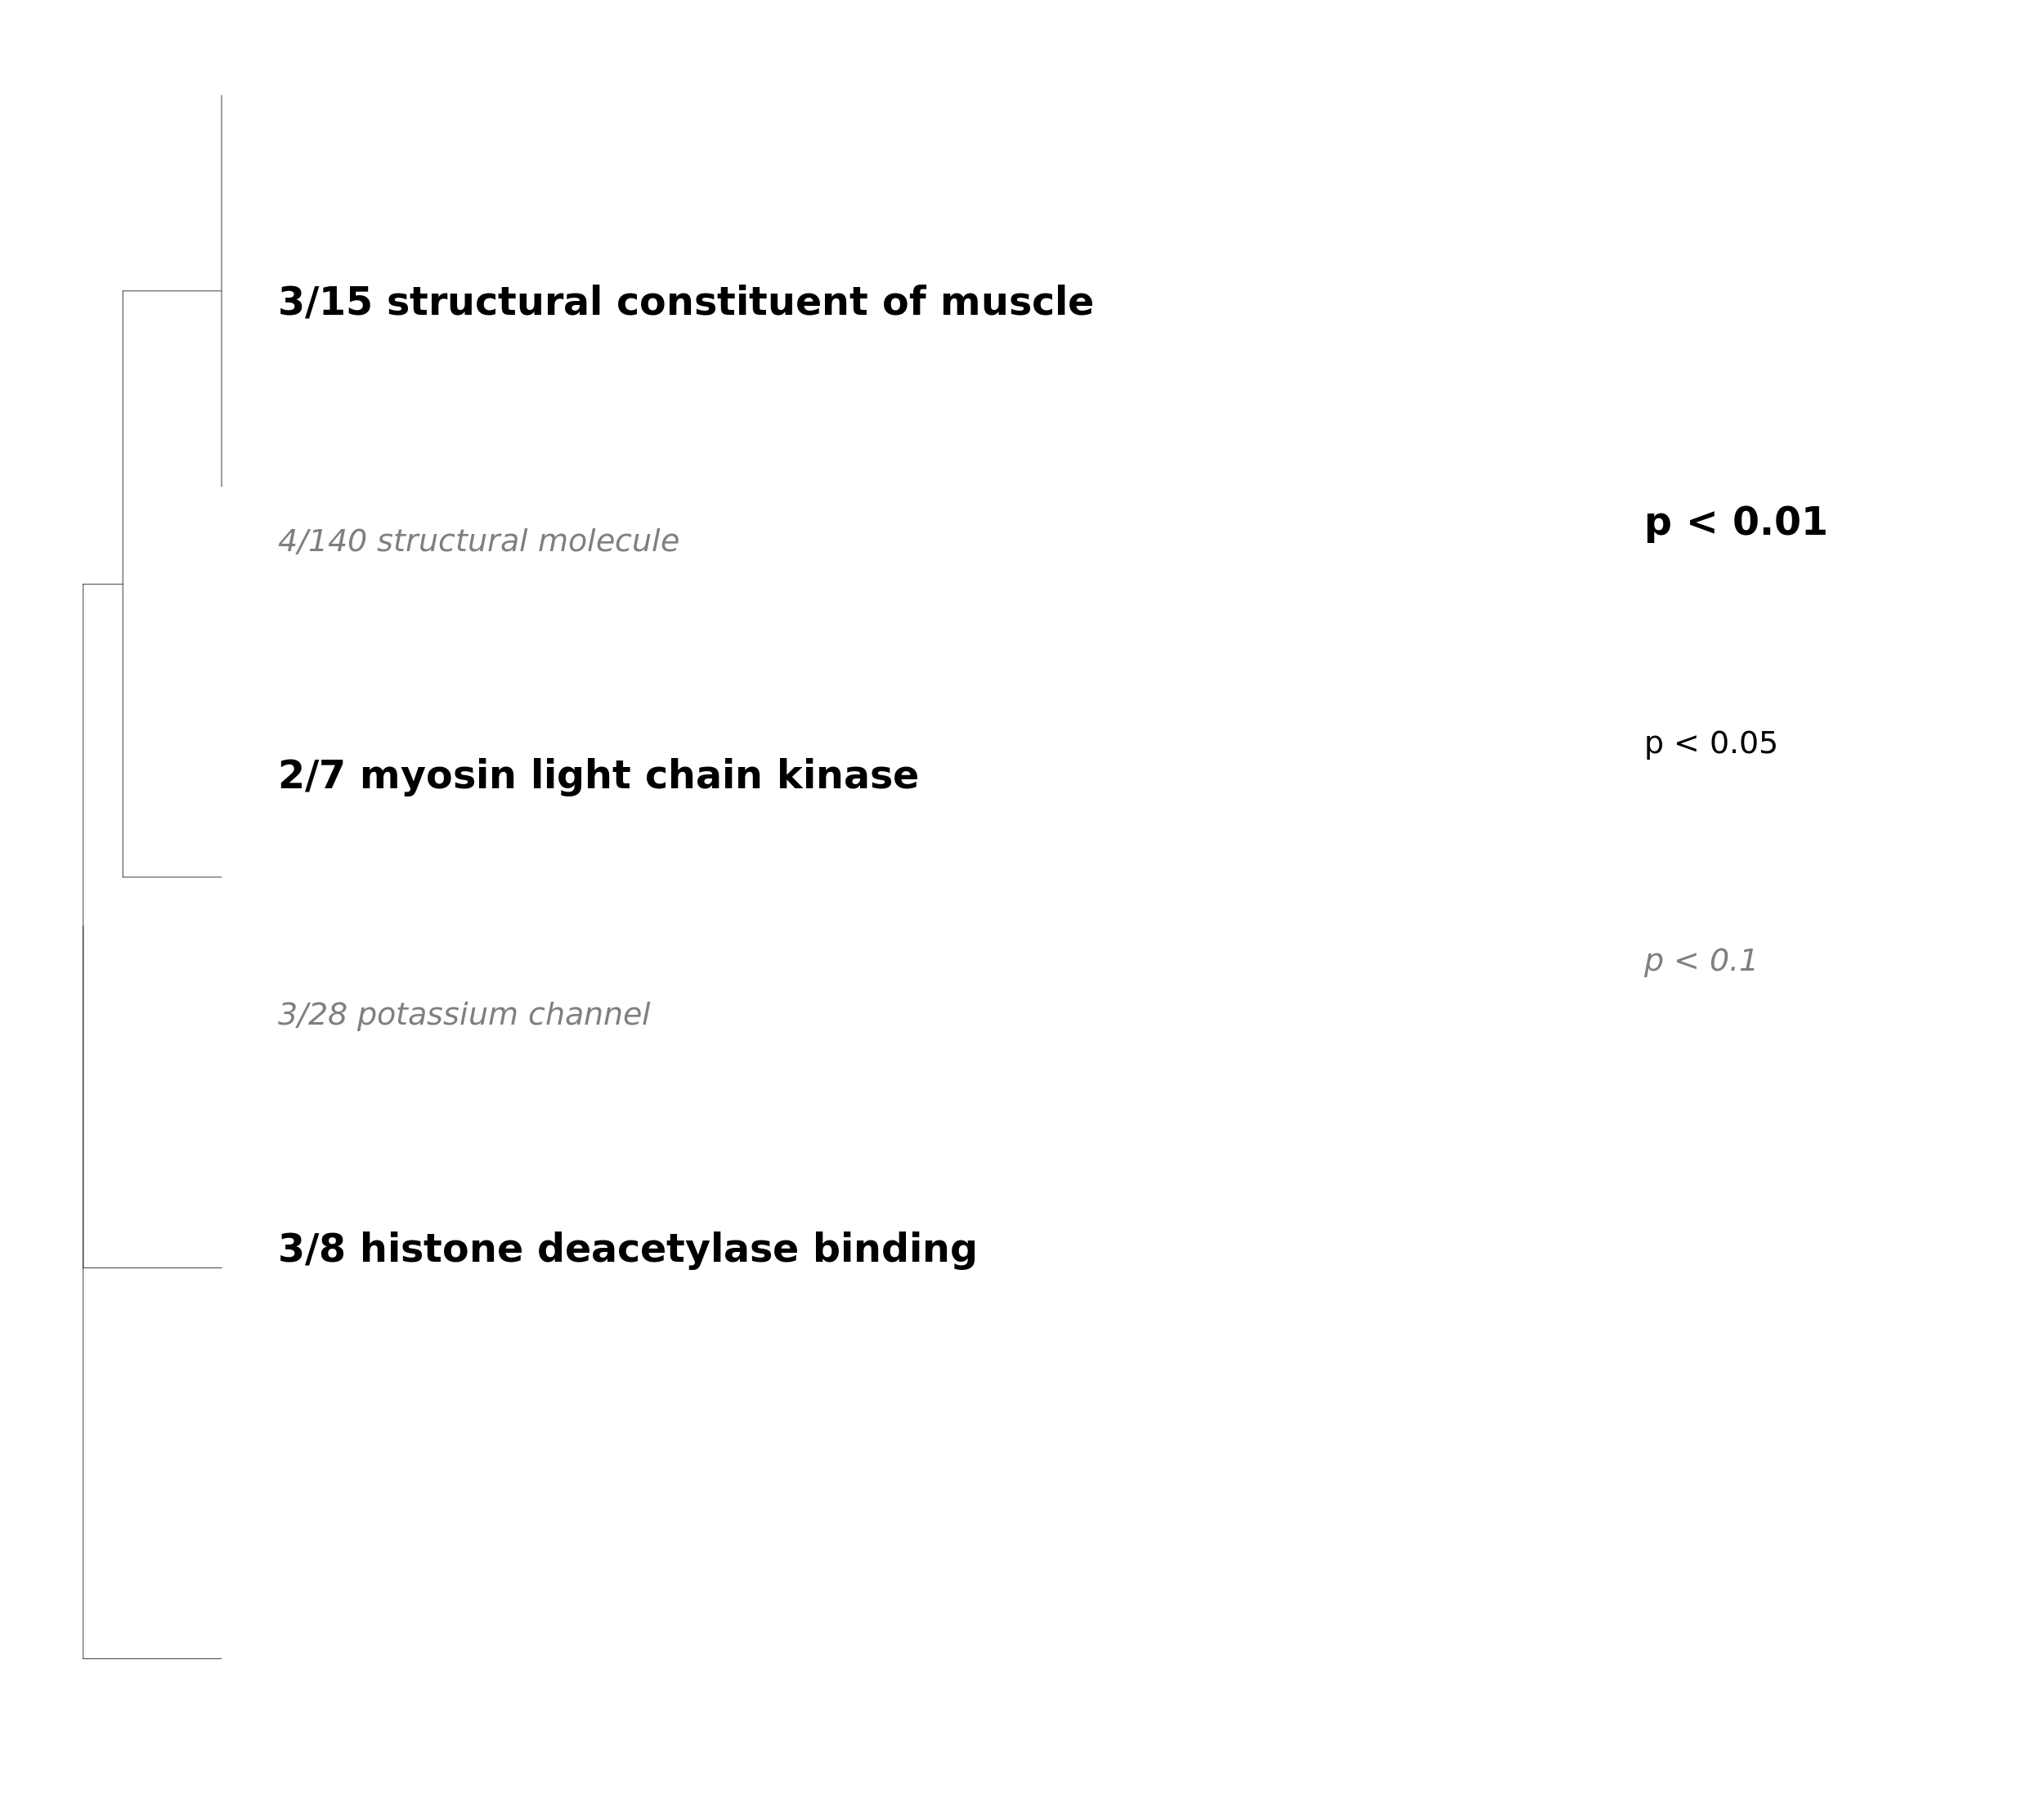 3/15 structural constituent of muscle
4/140 structural molecule
2/7 myosin light chain kinase
3/28 potassium channel
3/8 histone deacetylase binding
p < 0.01
p < 0.05
p < 0.1